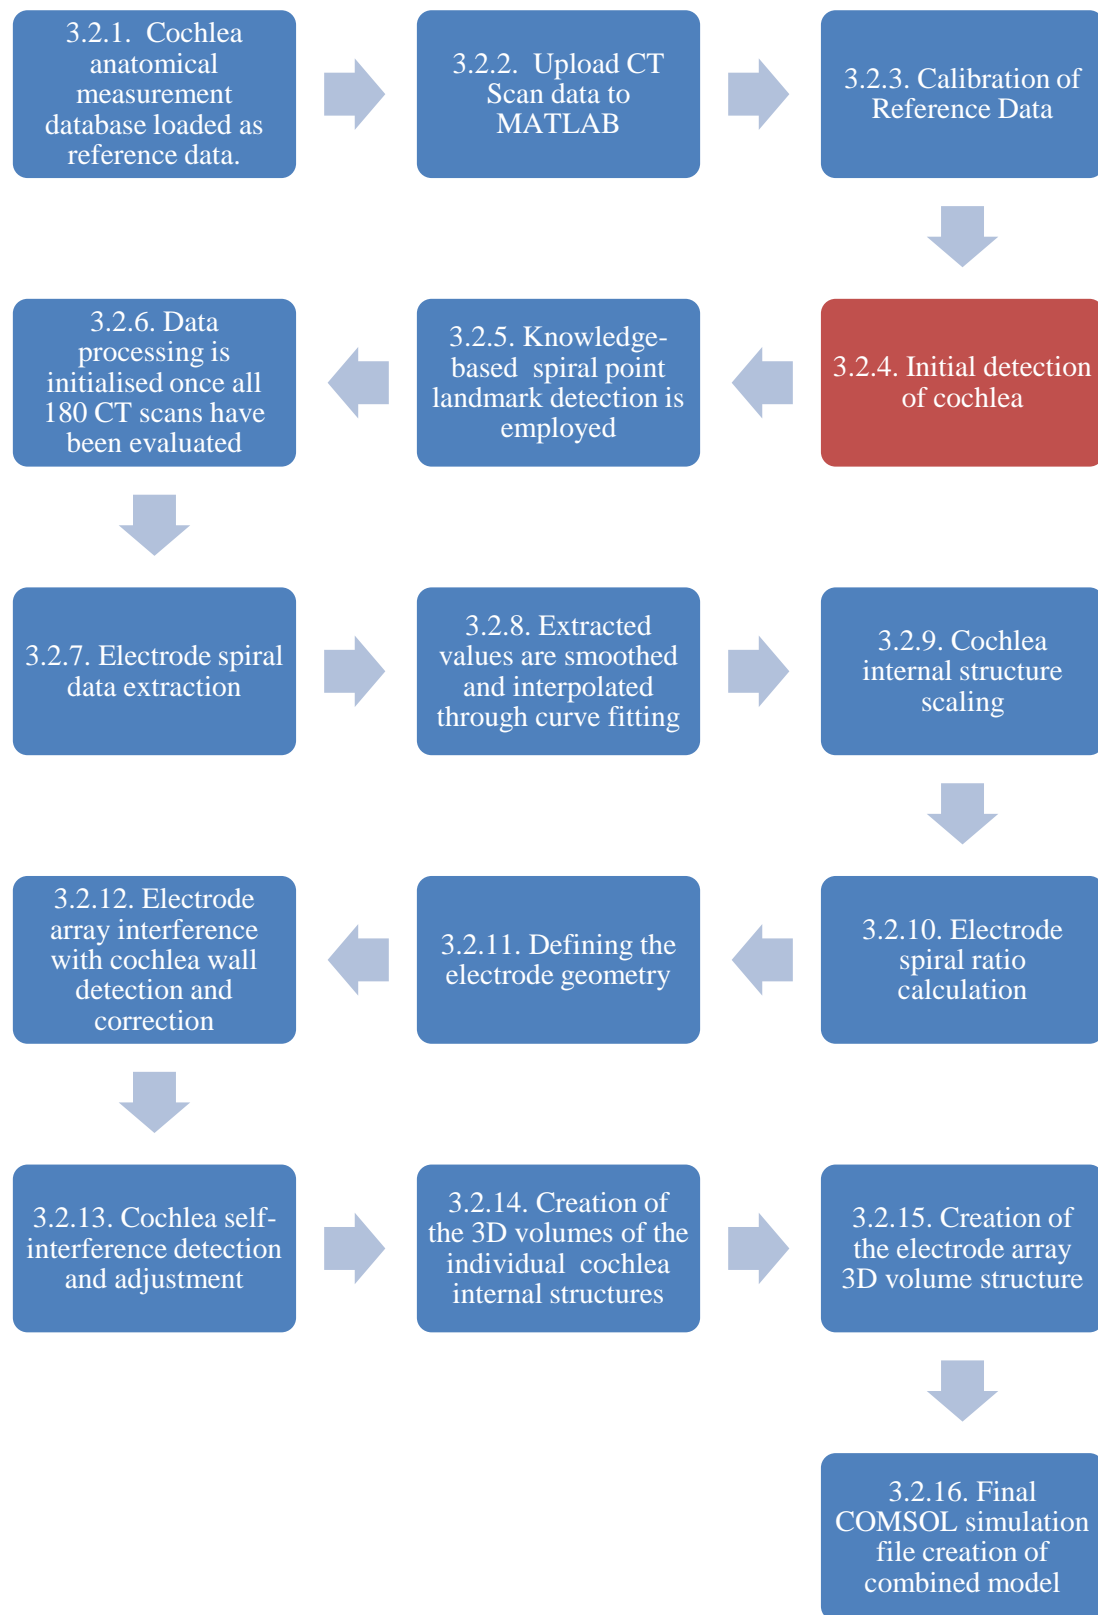 3.2.1. Cochlea
anatomical
measurement
database loaded as
reference data.
3.2.2. Upload CT
Scan data to
MATLAB
3.2.3. Calibration of
Reference Data
3.2.4. Initial detection
of cochlea
3.2.5. Knowledge-
based spiral point
landmark detection is
employed
3.2.6. Data
processing is
initialised once all
180 CT scans have
been evaluated
3.2.7. Electrode spiral
data extraction
3.2.8. Extracted
values are smoothed
and interpolated
through curve fitting
3.2.9. Cochlea
internal structure
scaling
3.2.10. Electrode
spiral ratio
calculation
3.2.11. Defining the
electrode geometry
3.2.12. Electrode
array interference
with cochlea wall
detection and
correction
3.2.13. Cochlea self-
interference detection
and adjustment
3.2.14. Creation of
the 3D volumes of the
individual cochlea
internal structures
3.2.15. Creation of
the electrode array
3D volume structure
3.2.16. Final
COMSOL simulation
file creation of
combined model